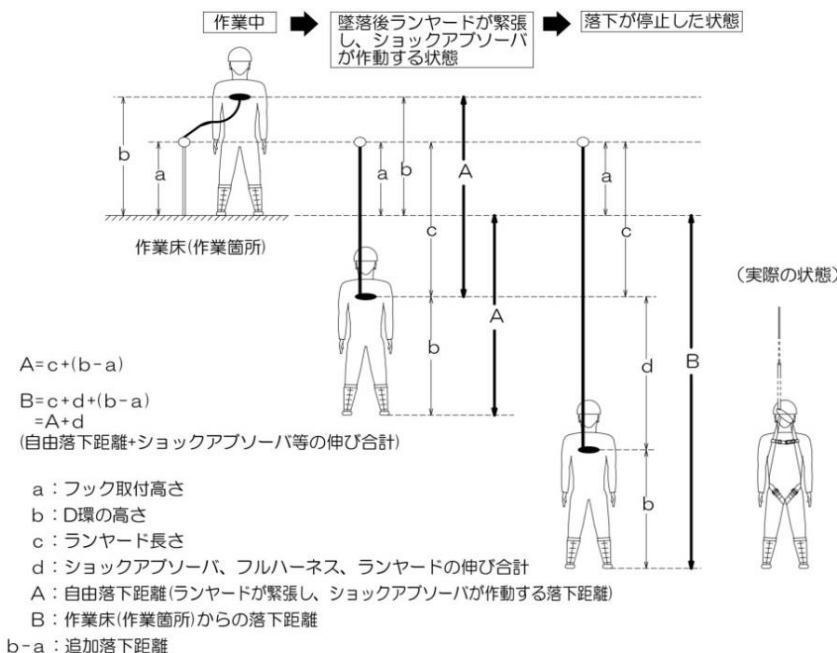 作業中
墜落後ランヤードが緊張
し、ショックアブソーバ
が作動する状態
落下が停止した状態
b
a
a
b
A
c
a
c
作業床(作業箇所)
(実際の状態)
A
b
B
d
b
A=c+(b-a)
B=c+d+(b-a)
=A+d
(自由落下距離+ショックアブソーバ等の伸び合計)
a:フック取付高さ
b:D環の高さ
c:ランヤード長さ
d:ショックアブソーバ、フルハーネス、ランヤードの伸び合計
A:自由落下距離(ランヤードが緊張し、ショックアブソーバが作動する落下距離)
B:作業床(作業箇所)からの落下距離
b-a:追加落下距離